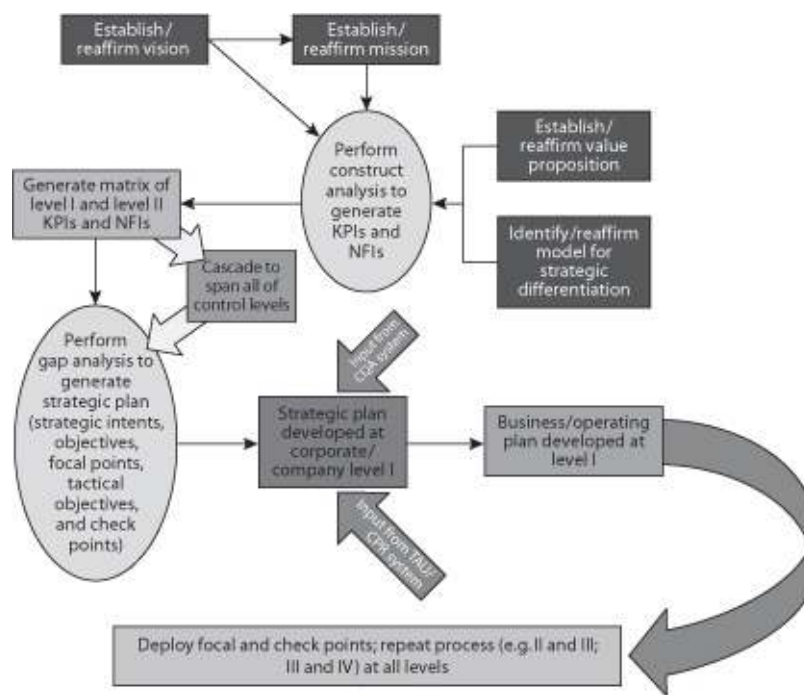 Establish/
reaffirm vision
Establish/
reaffirm mission
Perform
construct
analysis to
generate
KPIs and
NFIs
Establish/
reaffirm value
proposition
Identify/reaffirm
model for
strategic
differentiation
Generate matrix of
level I and level II
KPIs and NFIs
Cascade to
span all of
control levels
Perform
gap analysis to
generate
strategic plan
(strategic intents,
objectives,
focal points,
tactical
objectives,
and check
points)
Input from
CQA system
Strategic plan
developed at
corporate/
company level I
Input from TAU/
CPR system
Business/operating
plan developed at
level I
Deploy focal and check points; repeat process (e.g. II and III;
III and IV) at all levels